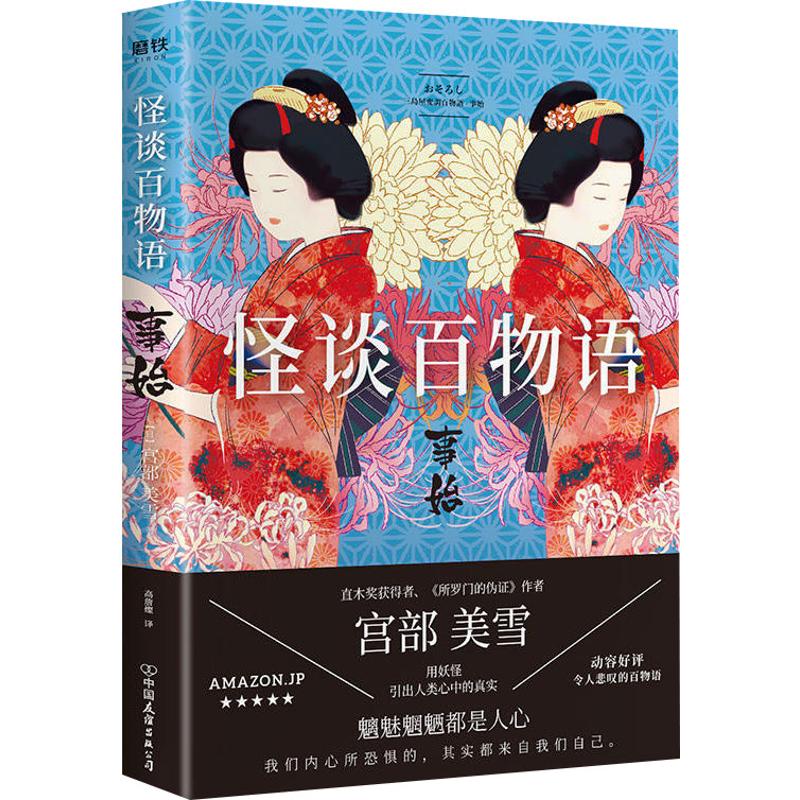 磨铁
XIRON
怪谈百物语
事始
[日] 宫部美雪
高詹燦 译
中国友谊出版公司
おそろし
三島屋変調百物語・事始
怪谈百物语
事始
直木奖获得者、《所罗门的伪证》作者
宫部 美雪
用妖怪
引出人类心中的真实
AMAZON.JP
★★★★★
动容好评
令人悲叹的百物语
魑魅魍魉都是人心
我们内心所恐惧的，其实都来自我们自己。